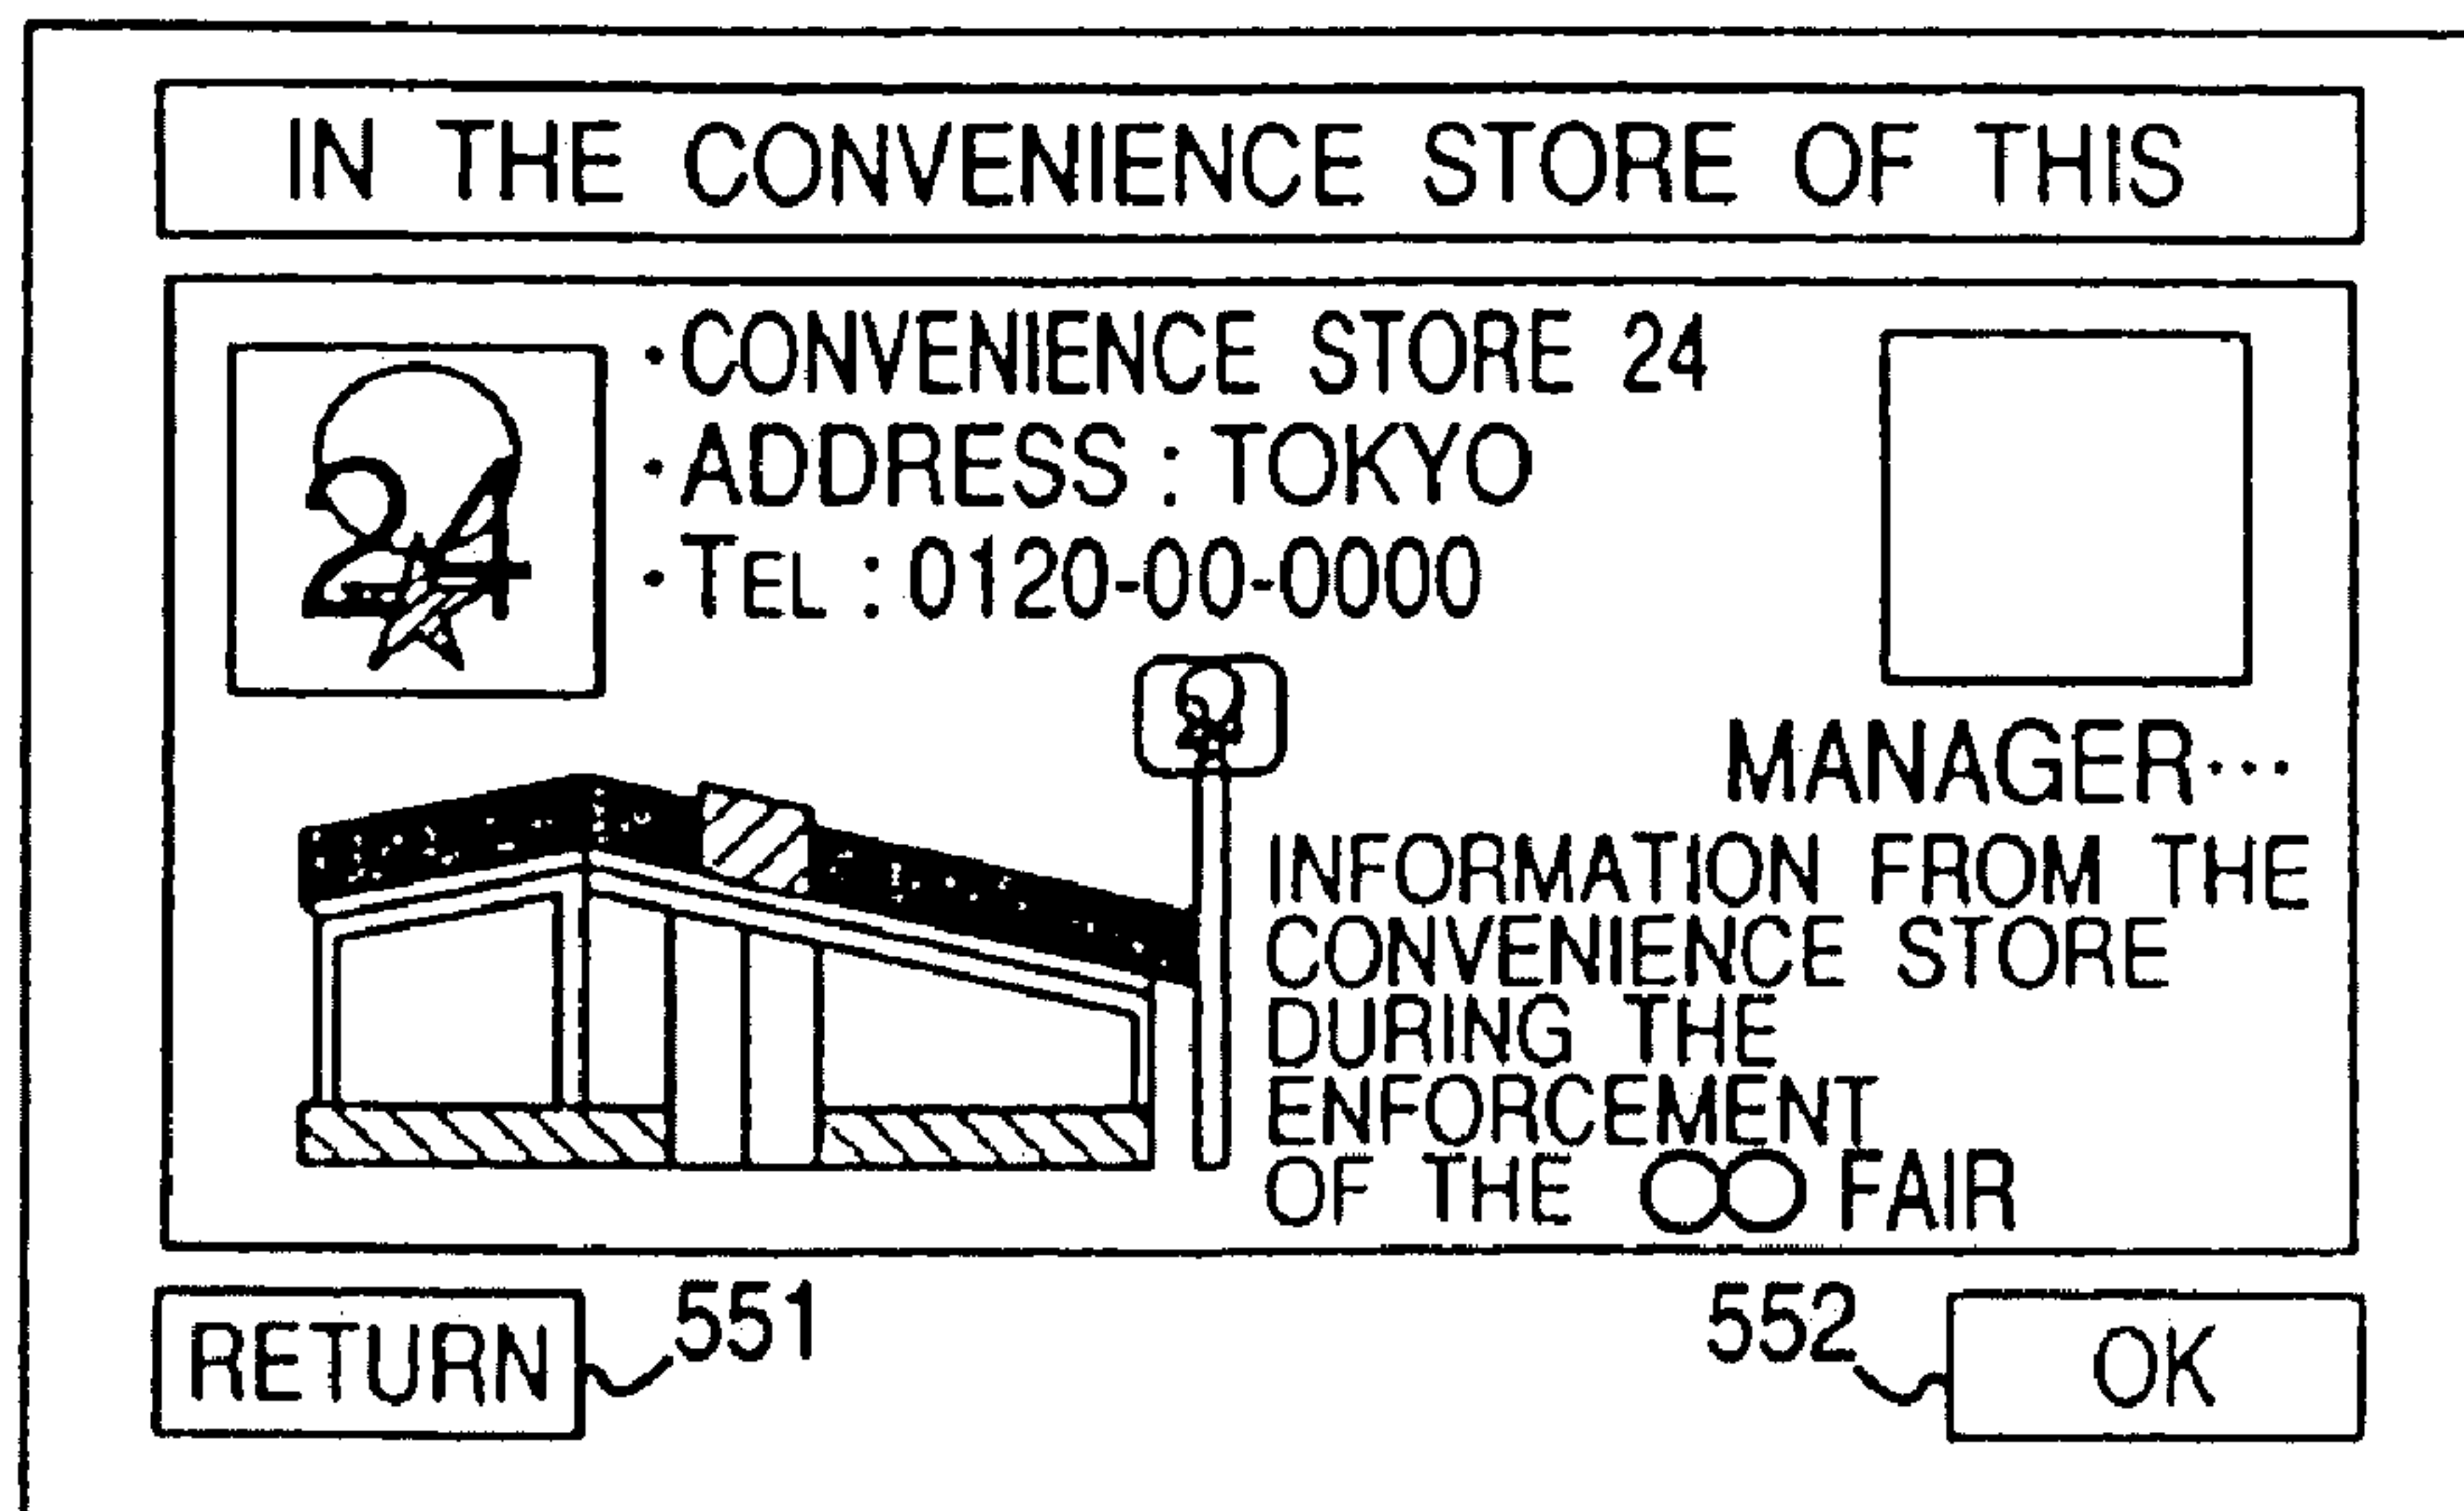 IN THE CONVENIENCE STORE OF THIS
24
・CONVENIENCE STORE 24
・ADDRESS : TOKYO
・TEL : 0120-00-0000
MANAGER…
INFORMATION FROM THE
CONVENIENCE STORE
DURING THE
ENFORCEMENT
OF THE ○○ FAIR
RETURN 551
552 OK